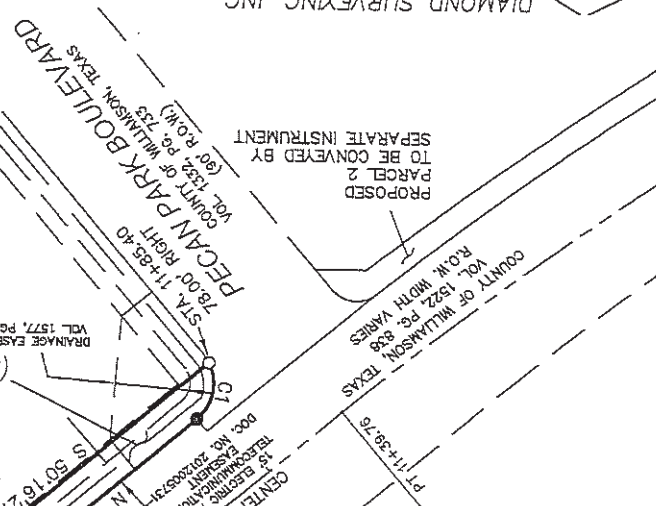 DIAMOND SURVEYING, INC.
PECAN PARK BOULEVARD
COUNTY OF WILLIAMSON, TEXAS
VOL. 1332, PG. 733
(90' R.O.W.)
PROPOSED
PARCEL 2
TO BE CONVEYED BY
SEPARATE INSTRUMENT
STA. 11+85.40
78.00' RIGHT
COUNTY OF WILLIAMSON, TEXAS
VOL. 1522, PG. 838
R.O.W. WIDTH VARIES
DRAINAGE EASE
VOL. 1577, PG
C1
PT 11+39.76
15' ELECTRIC
TELECOMMUNICATION
EASEMENT
DOC. NO. 2012005731
CENTE
S 50°16'2
N